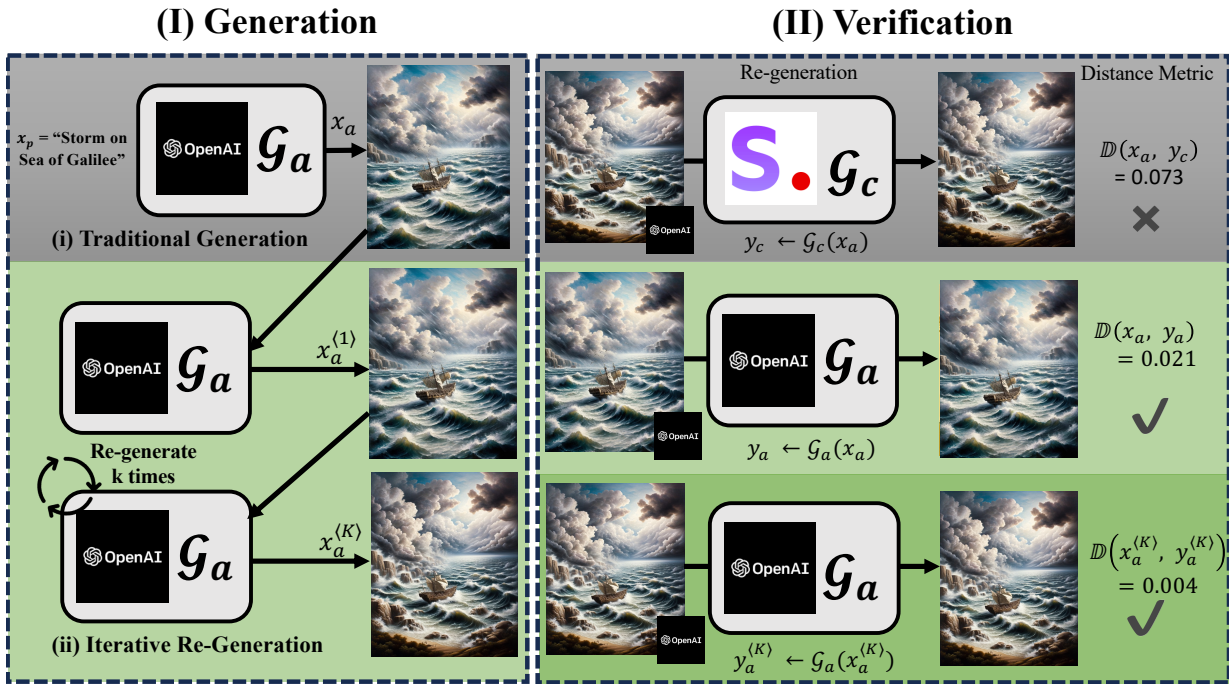 (I) Generation
x_p = “Storm on
Sea of Galilee”
OpenAI
𝒢_a
x_a
(i) Traditional Generation
OpenAI
𝒢_a
x_a^⟨1⟩
Re-generate
k times
OpenAI
𝒢_a
x_a^⟨K⟩
(ii) Iterative Re-Generation
(II) Verification
Re-generation
Distance Metric
OpenAI
S.
𝒢_c
y_c ← 𝒢_c(x_a)
𝔻(x_a, y_c)
= 0.073
OpenAI
OpenAI
𝒢_a
y_a ← 𝒢_a(x_a)
𝔻(x_a, y_a)
= 0.021
OpenAI
OpenAI
𝒢_a
y_a^⟨K⟩ ← 𝒢_a(x_a^⟨K⟩)
𝔻(x_a^⟨K⟩, y_a^⟨K⟩)
= 0.004